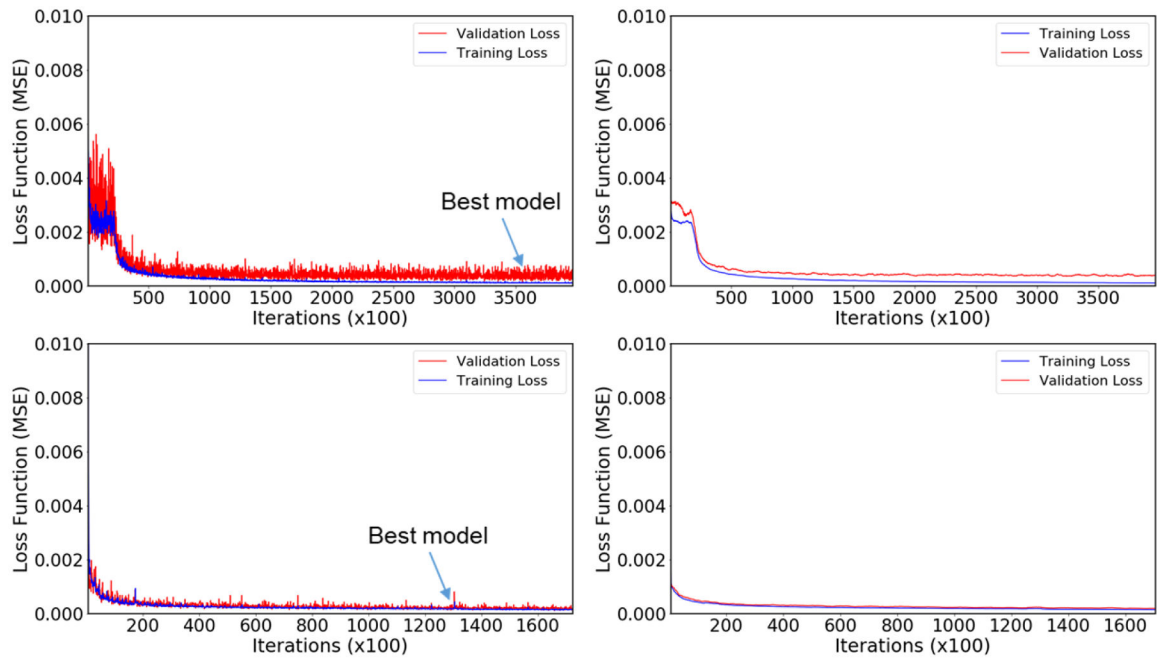 0.010
0.008
0.006
0.004
0.002
0.000
Loss Function (MSE)
Validation Loss
Training Loss
Best model
500 1000 1500 2000 2500 3000 3500
Iterations (x100)
0.010
0.008
0.006
0.004
0.002
0.000
Loss Function (MSE)
Training Loss
Validation Loss
500 1000 1500 2000 2500 3000 3500
Iterations (x100)
0.010
0.008
0.006
0.004
0.002
0.000
Loss Function (MSE)
Validation Loss
Training Loss
Best model
200 400 600 800 1000 1200 1400 1600
Iterations (x100)
0.010
0.008
0.006
0.004
0.002
0.000
Loss Function (MSE)
Training Loss
Validation Loss
200 400 600 800 1000 1200 1400 1600
Iterations (x100)